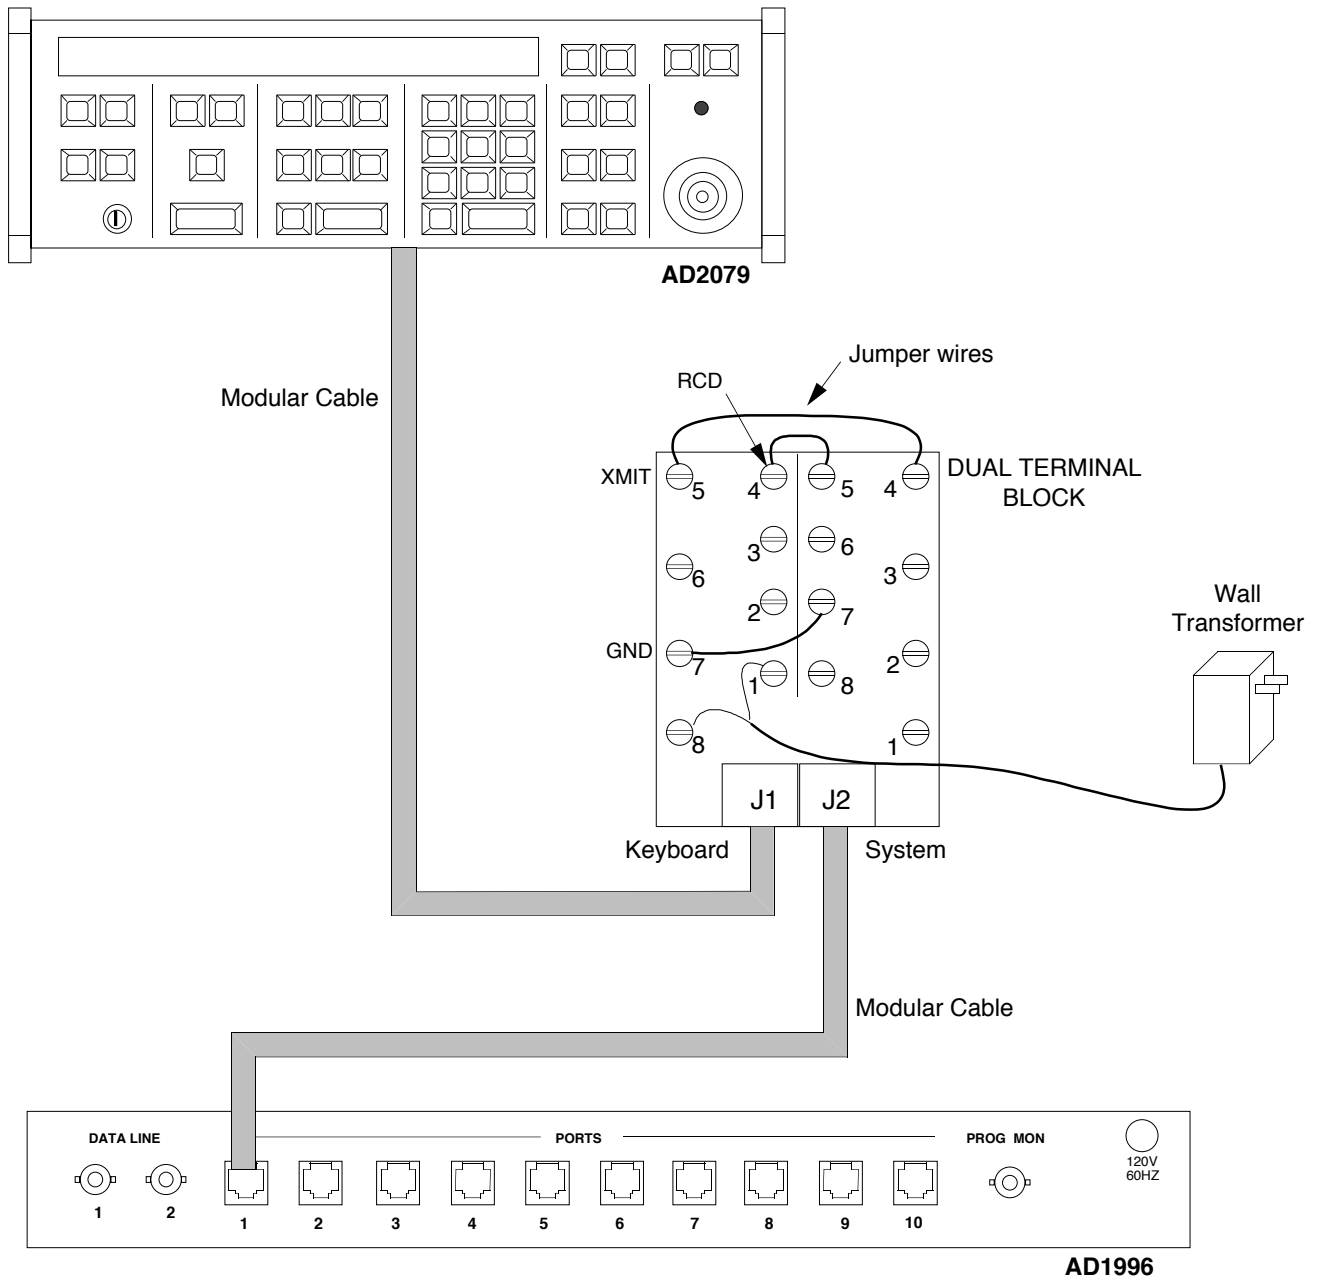 AD2079
Modular Cable
Jumper wires
RCD
XMIT
5
4
5
4
DUAL TERMINAL
BLOCK
3
6
6
3
2
7
GND
7
2
1
8
8
1
Wall
Transformer
J1
J2
Keyboard
System
Modular Cable
DATA LINE
PORTS
PROG MON
120V
60HZ
1
2
1
2
3
4
5
6
7
8
9
10
AD1996